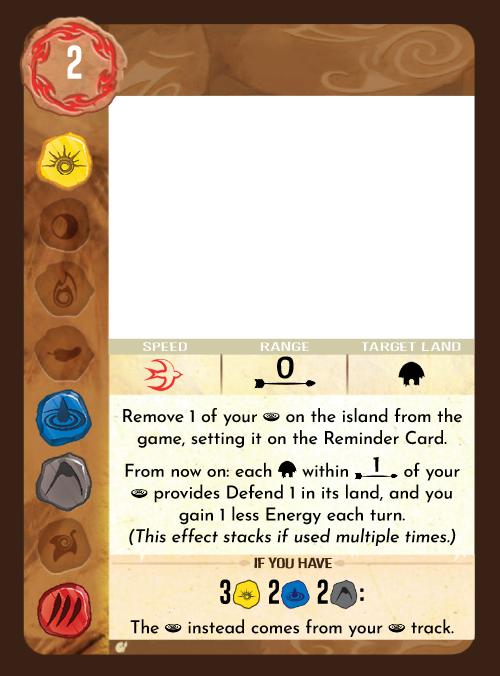 2
SPEED RANGE TARGET LAND
0
Remove 1 of your on the island from the
game, setting it on the Reminder Card.
From now on: each within 1 of your
provides Defend 1 in its land, and you
gain 1 less Energy each turn.
(This effect stacks if used multiple times.)
IF YOU HAVE
3 2 2 :
The instead comes from your track.